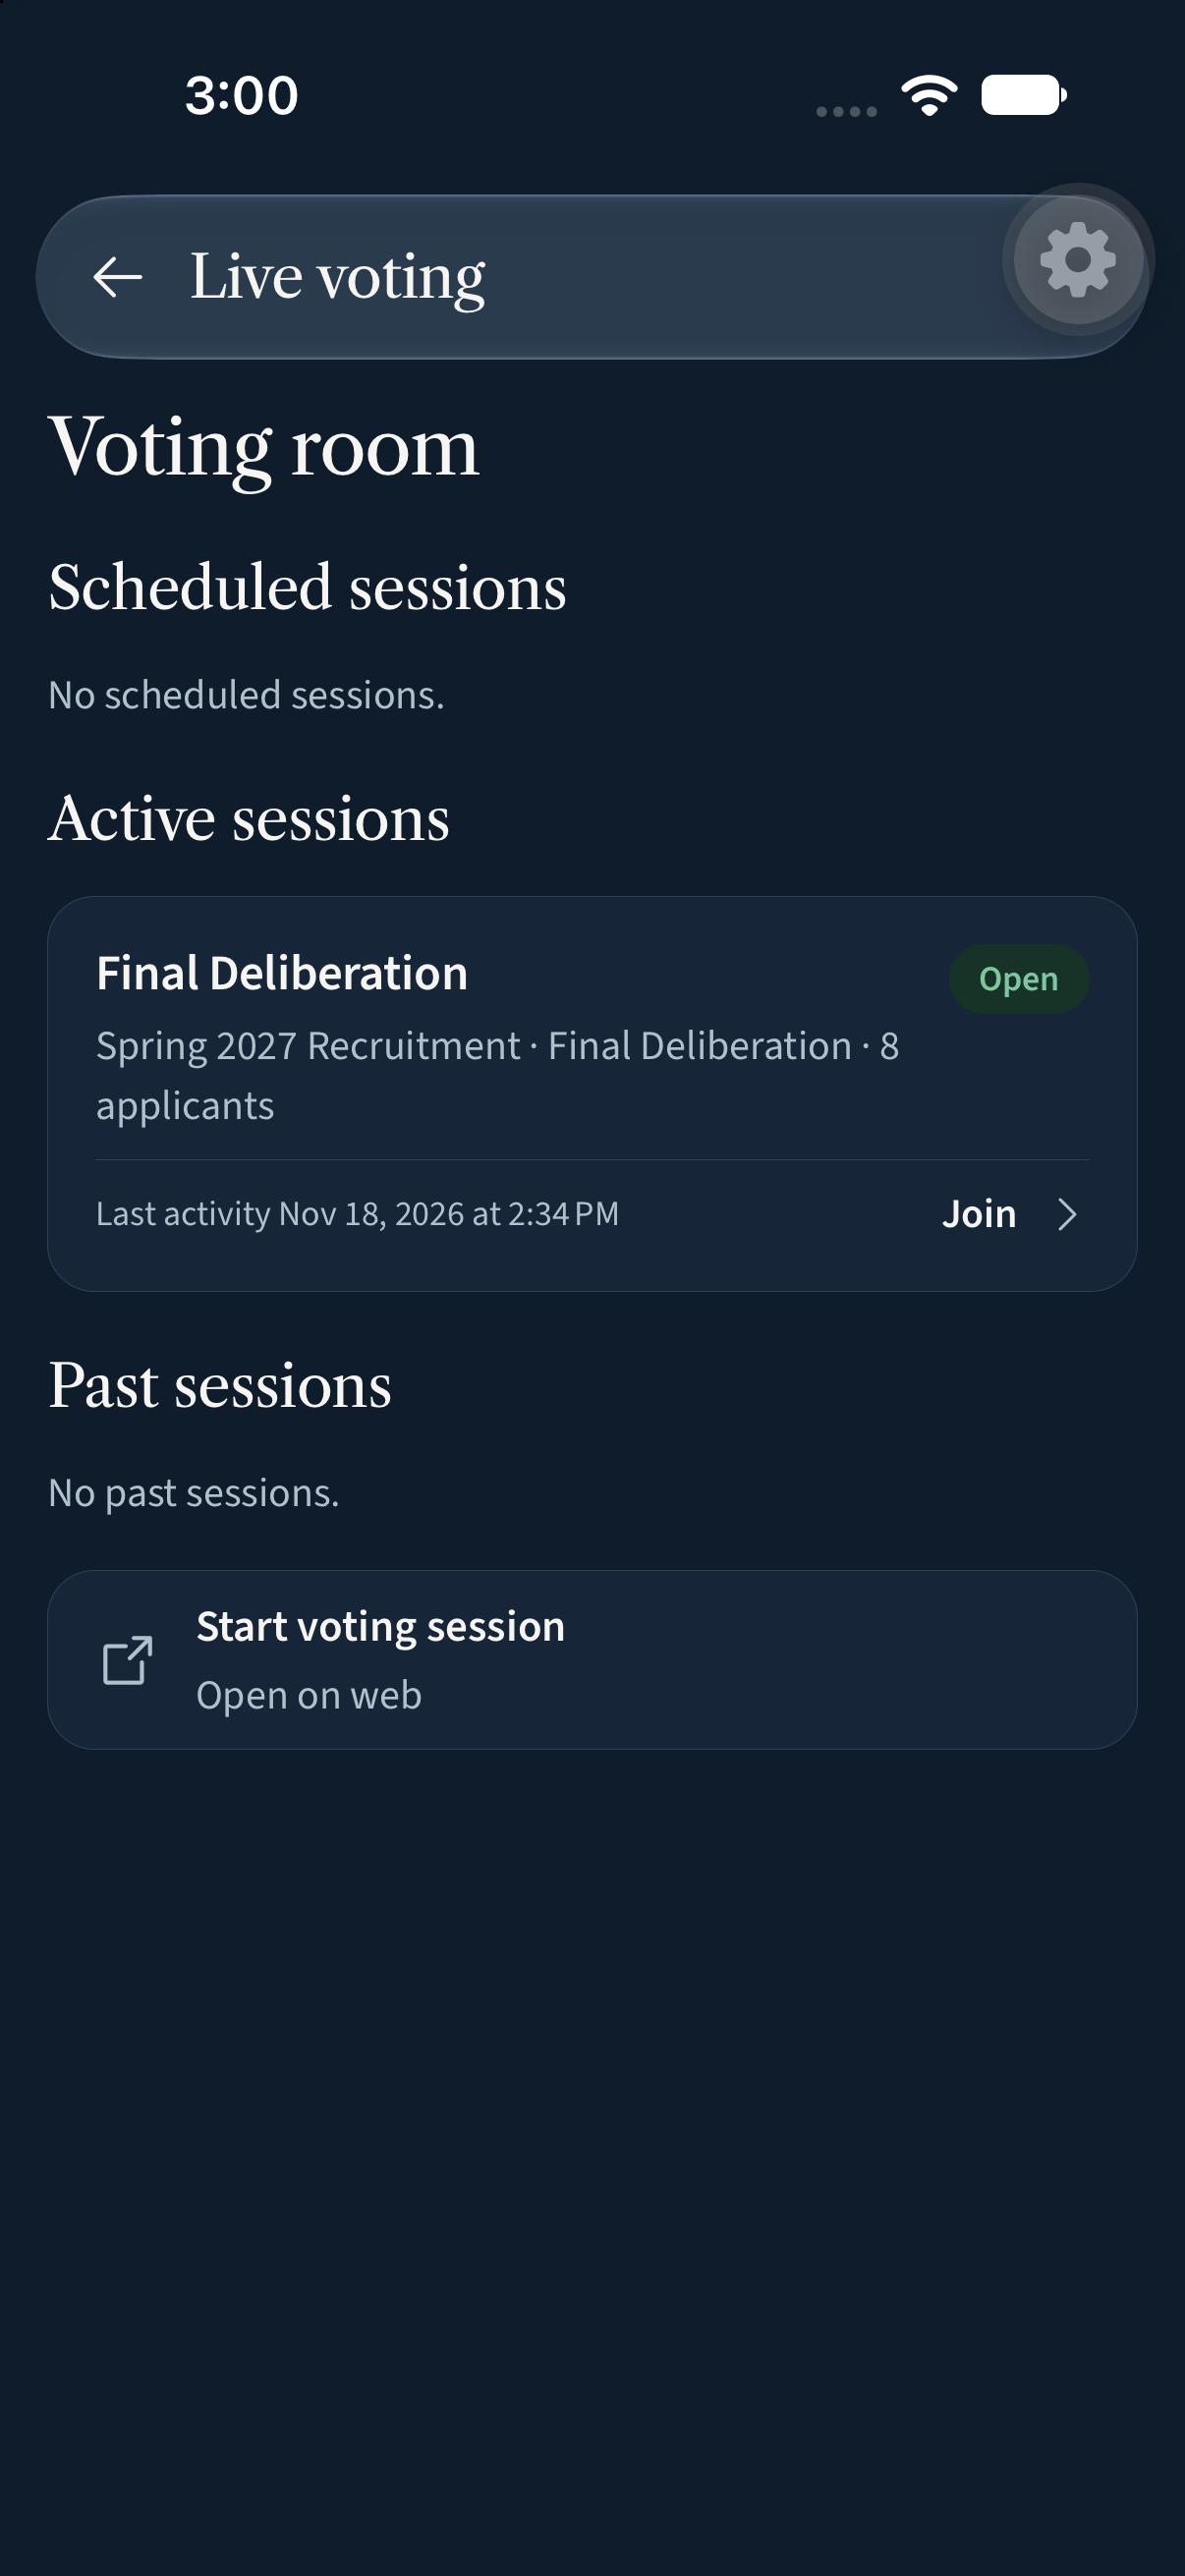 3:00
Live voting
Voting room
Scheduled sessions
No scheduled sessions.
Active sessions
Final Deliberation
Open
Spring 2027 Recruitment · Final Deliberation · 8
applicants
Last activity Nov 18, 2026 at 2:34 PM
Join
Past sessions
No past sessions.
Start voting session
Open on web